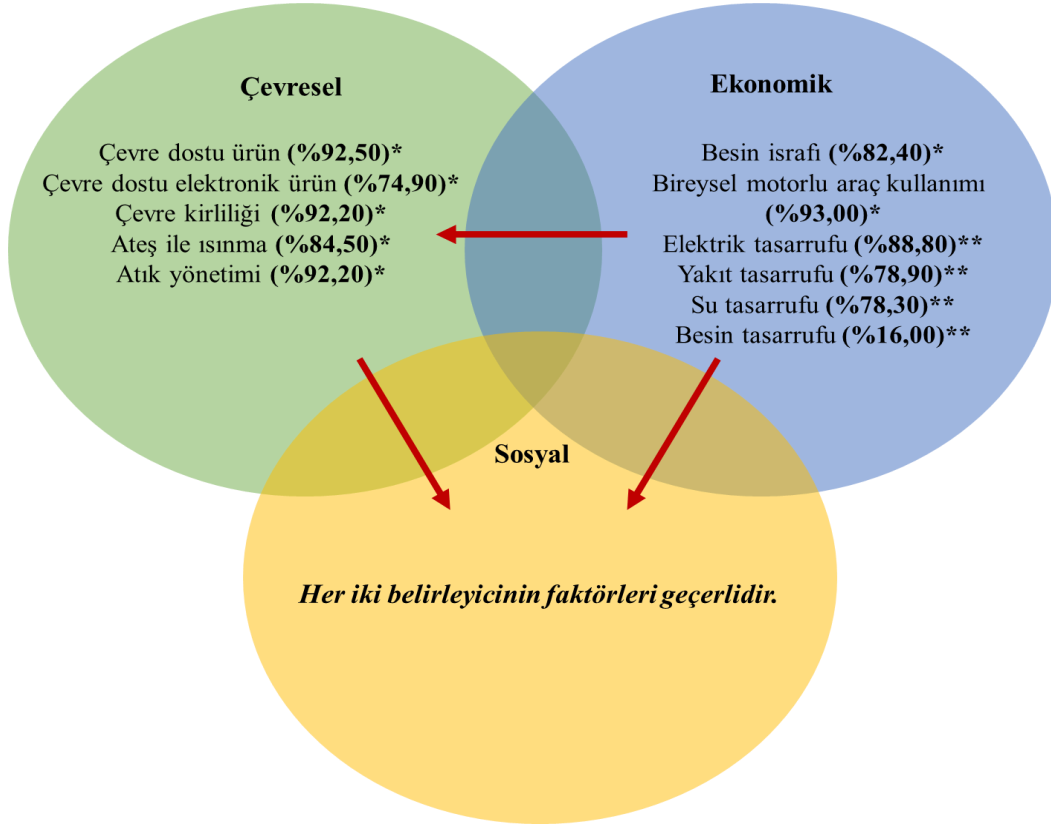 Çevresel
Çevre dostu ürün (%92,50)*
Çevre dostu elektronik ürün (%74,90)*
Çevre kirliliği (%92,20)*
Ateş ile ısınma (%84,50)*
Atık yönetimi (%92,20)*
Ekonomik
Besin israfı (%82,40)*
Bireysel motorlu araç kullanımı
(%93,00)*
Elektrik tasarrufu (%88,80)**
Yakıt tasarrufu (%78,90)**
Su tasarrufu (%78,30)**
Besin tasarrufu (%16,00)**
Sosyal
Her iki belirleyicinin faktörleri geçerlidir.